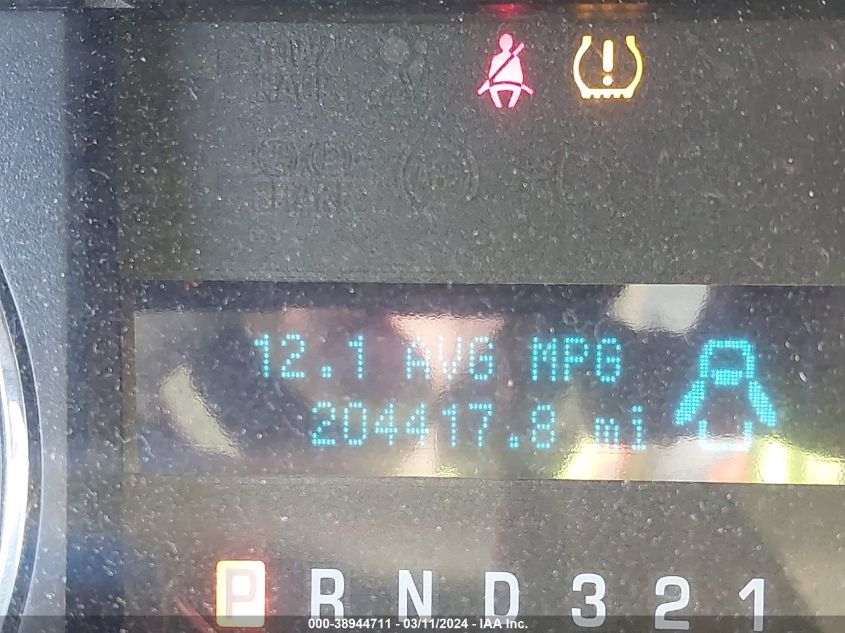 12.1 AVG MPG
204417.8 mi
P R N D 3 2 1
000-38944711 - 03/11/2024 - IAA Inc.